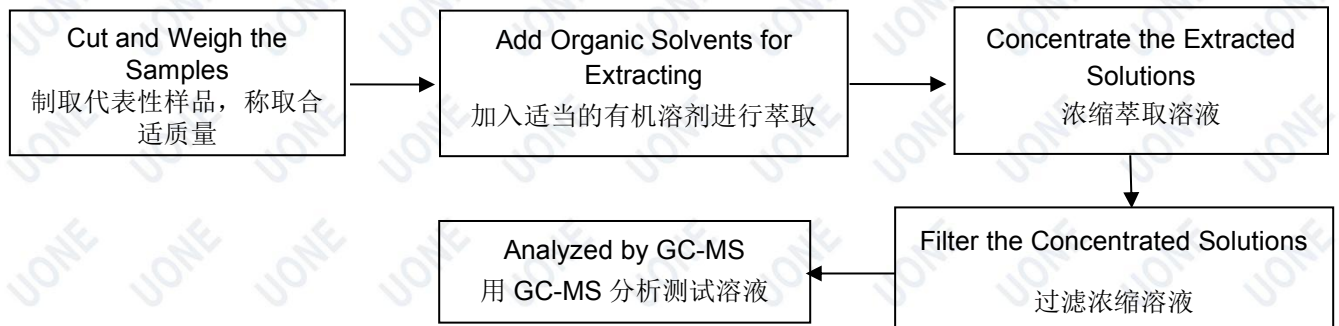 Cut and Weigh the
Samples
制取代表性样品，称取合
适质量
Add Organic Solvents for
Extracting
加入适当的有机溶剂进行萃取
Concentrate the Extracted
Solutions
浓缩萃取溶液
Filter the Concentrated Solutions
过滤浓缩溶液
Analyzed by GC-MS
用 GC-MS 分析测试溶液
UONE